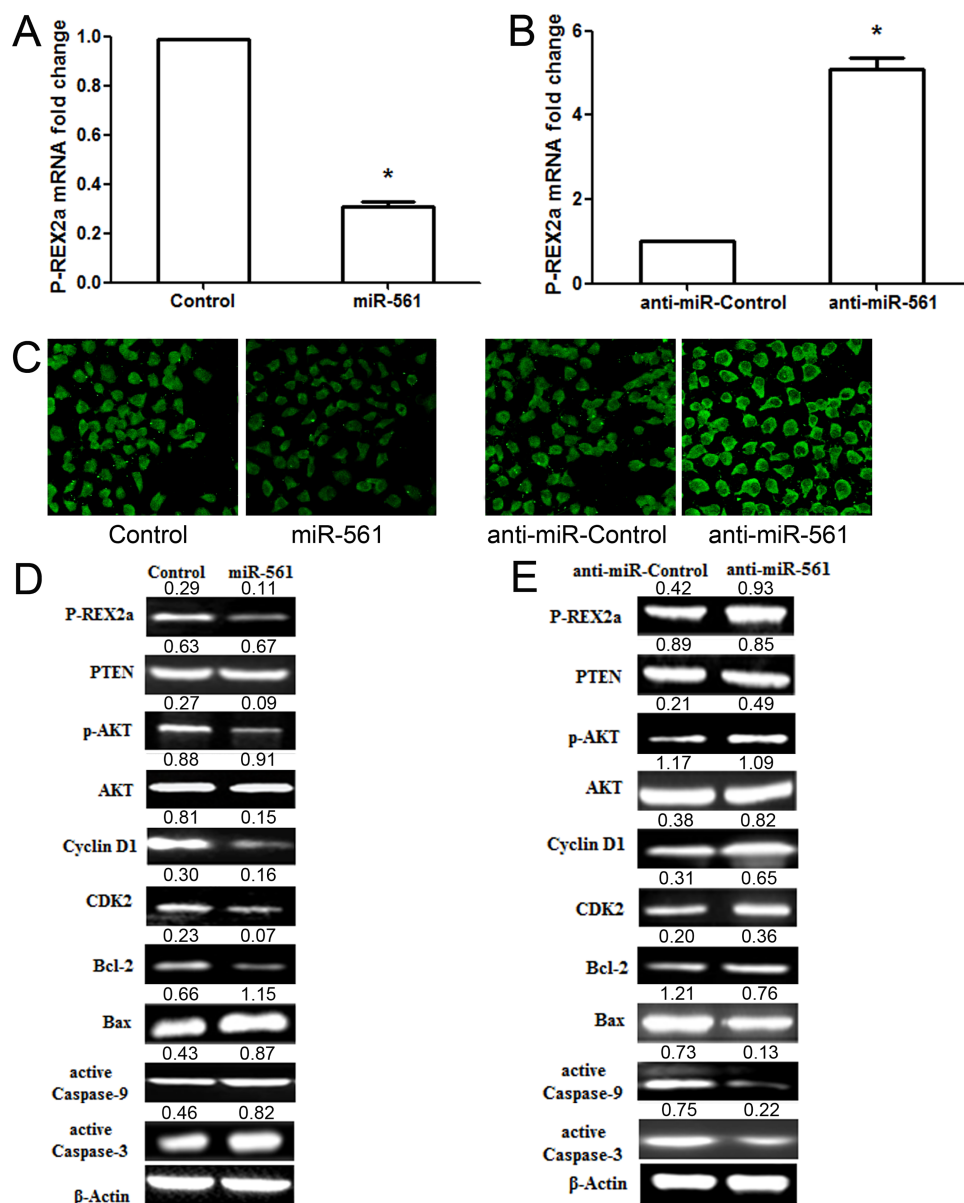 A
P-REX2a mRNA fold change
1.0
0.8
0.6
0.4
0.2
0.0
*
Control
miR-561
B
P-REX2a mRNA fold change
6
4
2
0
*
anti-miR-Control
anti-miR-561
C
Control
miR-561
anti-miR-Control
anti-miR-561
D
Control miR-561
0.29 0.11
P-REX2a
0.63 0.67
PTEN
0.27 0.09
p-AKT
0.88 0.91
AKT
0.81 0.15
Cyclin D1
0.30 0.16
CDK2
0.23 0.07
Bcl-2
0.66 1.15
Bax
0.43 0.87
active
Caspase-9
0.46 0.82
active
Caspase-3
β-Actin
E
anti-miR-Control anti-miR-561
0.42 0.93
P-REX2a
0.89 0.85
PTEN
0.21 0.49
p-AKT
1.17 1.09
AKT
0.38 0.82
Cyclin D1
0.31 0.65
CDK2
0.20 0.36
Bcl-2
1.21 0.76
Bax
0.73 0.13
active
Caspase-9
0.75 0.22
active
Caspase-3
β-Actin